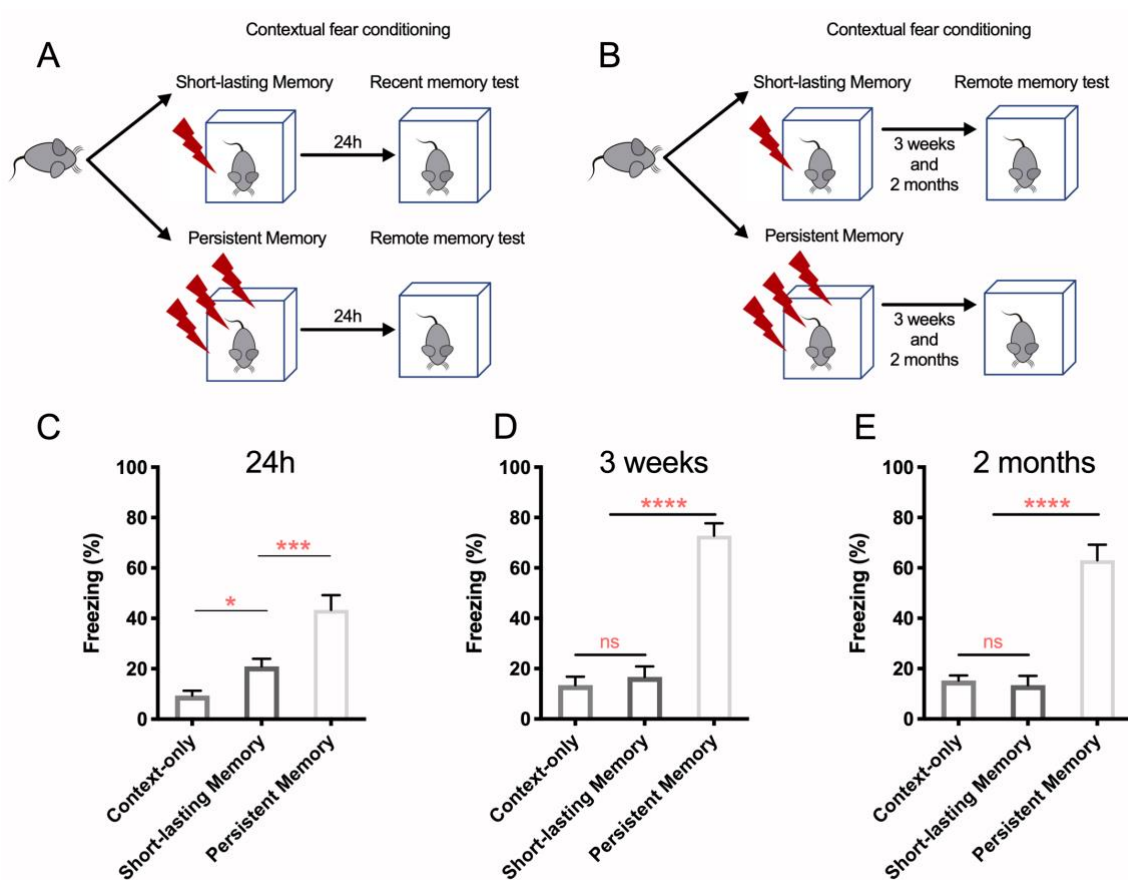 A
Contextual fear conditioning
Short-lasting Memory
Recent memory test
24h
Persistent Memory
Remote memory test
24h
B
Contextual fear conditioning
Short-lasting Memory
Remote memory test
3 weeks
and
2 months
Persistent Memory
3 weeks
and
2 months
C
24h
Freezing (%)
100
80
60
40
20
0
*
***
Context-only
Short-lasting Memory
Persistent Memory
D
3 weeks
Freezing (%)
100
80
60
40
20
0
ns
****
Context-only
Short-lasting Memory
Persistent Memory
E
2 months
Freezing (%)
100
80
60
40
20
0
ns
****
Context-only
Short-lasting Memory
Persistent Memory